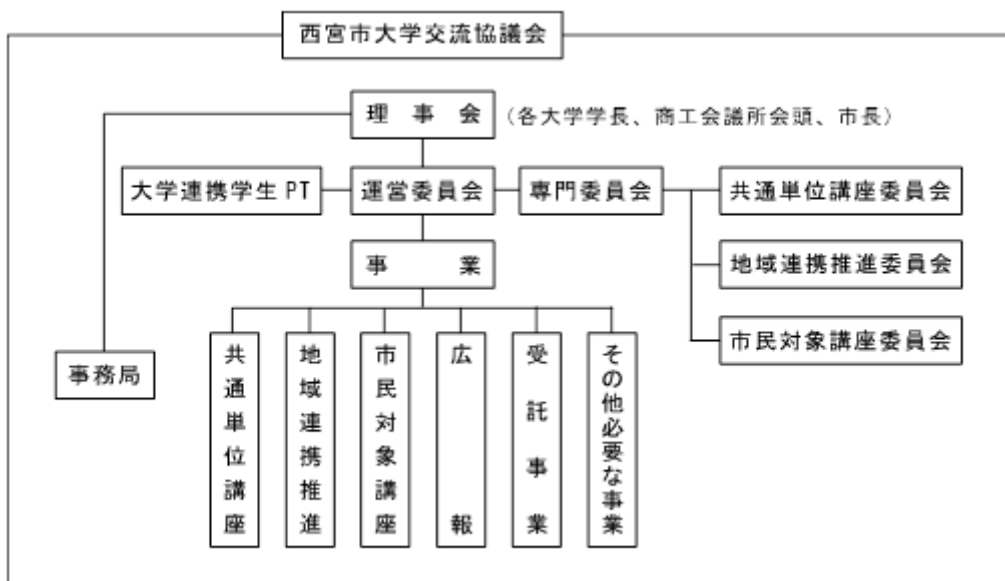 西宮市大学交流協議会
理事会
(各大学学長、商工会議所会頭、市長)
大学連携学生 PT
運営委員会
専門委員会
共通単位講座委員会
事業
地域連携推進委員会
市民対象講座委員会
事務局
共通単位講座
地域連携推進
市民対象講座
広報
受託事業
その他必要な事業